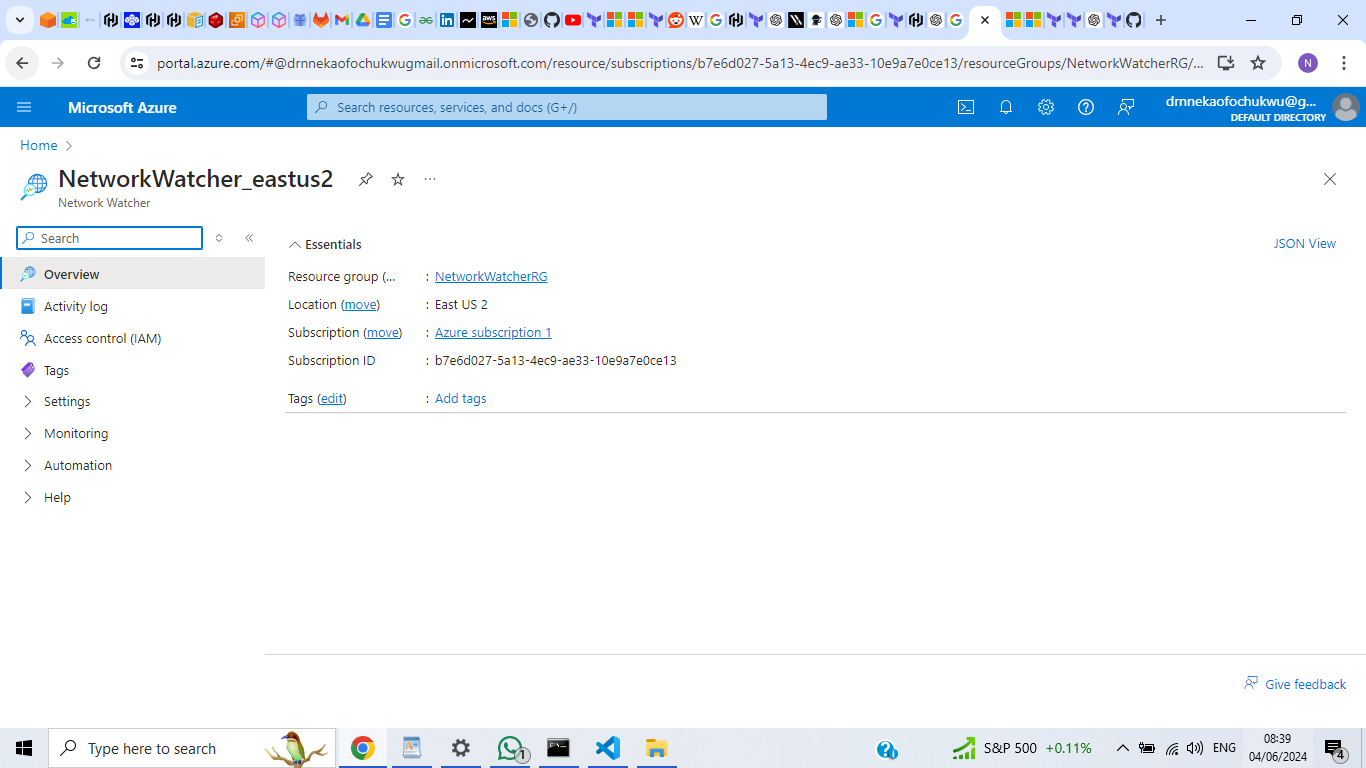 portal.azure.com/#@drnnekaofochukwugmail.onmicrosoft.com/resource/subscriptions/b7e6d027-5a13-4ec9-ae33-10e9a7e0ce13/resourceGroups/NetworkWatcherRG/...
N
Microsoft Azure
Search resources, services, and docs (G+/)
drnnekaofochukwu@g...
DEFAULT DIRECTORY
Home
NetworkWatcher_eastus2
Network Watcher
Search
Overview
Activity log
Access control (IAM)
Tags
Settings
Monitoring
Automation
Help
Essentials
JSON View
Resource group (... : NetworkWatcherRG
Location (move) : East US 2
Subscription (move) : Azure subscription 1
Subscription ID : b7e6d027-5a13-4ec9-ae33-10e9a7e0ce13
Tags (edit) : Add tags
Give feedback
Type here to search
1
S&P 500 +0.11%
ENG
08:39
04/06/2024
4